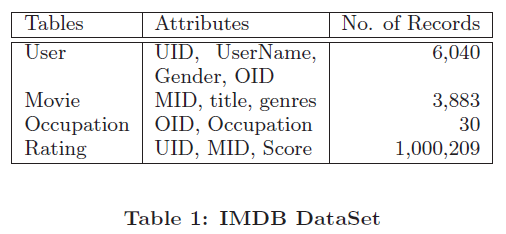 Tables Attributes No. of Records
User UID, UserName, 6,040
Gender, OID
Movie MID, title, genres 3,883
Occupation OID, Occupation 30
Rating UID, MID, Score 1,000,209
Table 1: IMDB DataSet